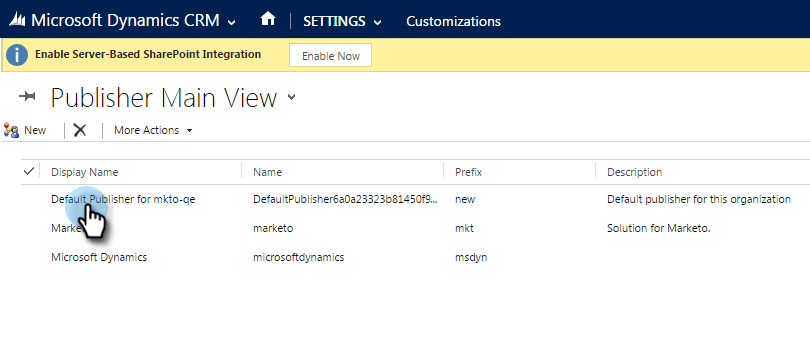 Microsoft Dynamics CRM SETTINGS Customizations
Enable Server-Based SharePoint Integration Enable Now
Publisher Main View
New More Actions
Display Name Name Prefix Description
Default Publisher for mkto-qe DefaultPublisher6a0a23323b81450f9... new Default publisher for this organization
marketo mkt Solution for Marketo.
Microsoft Dynamics microsoftdynamics msdyn